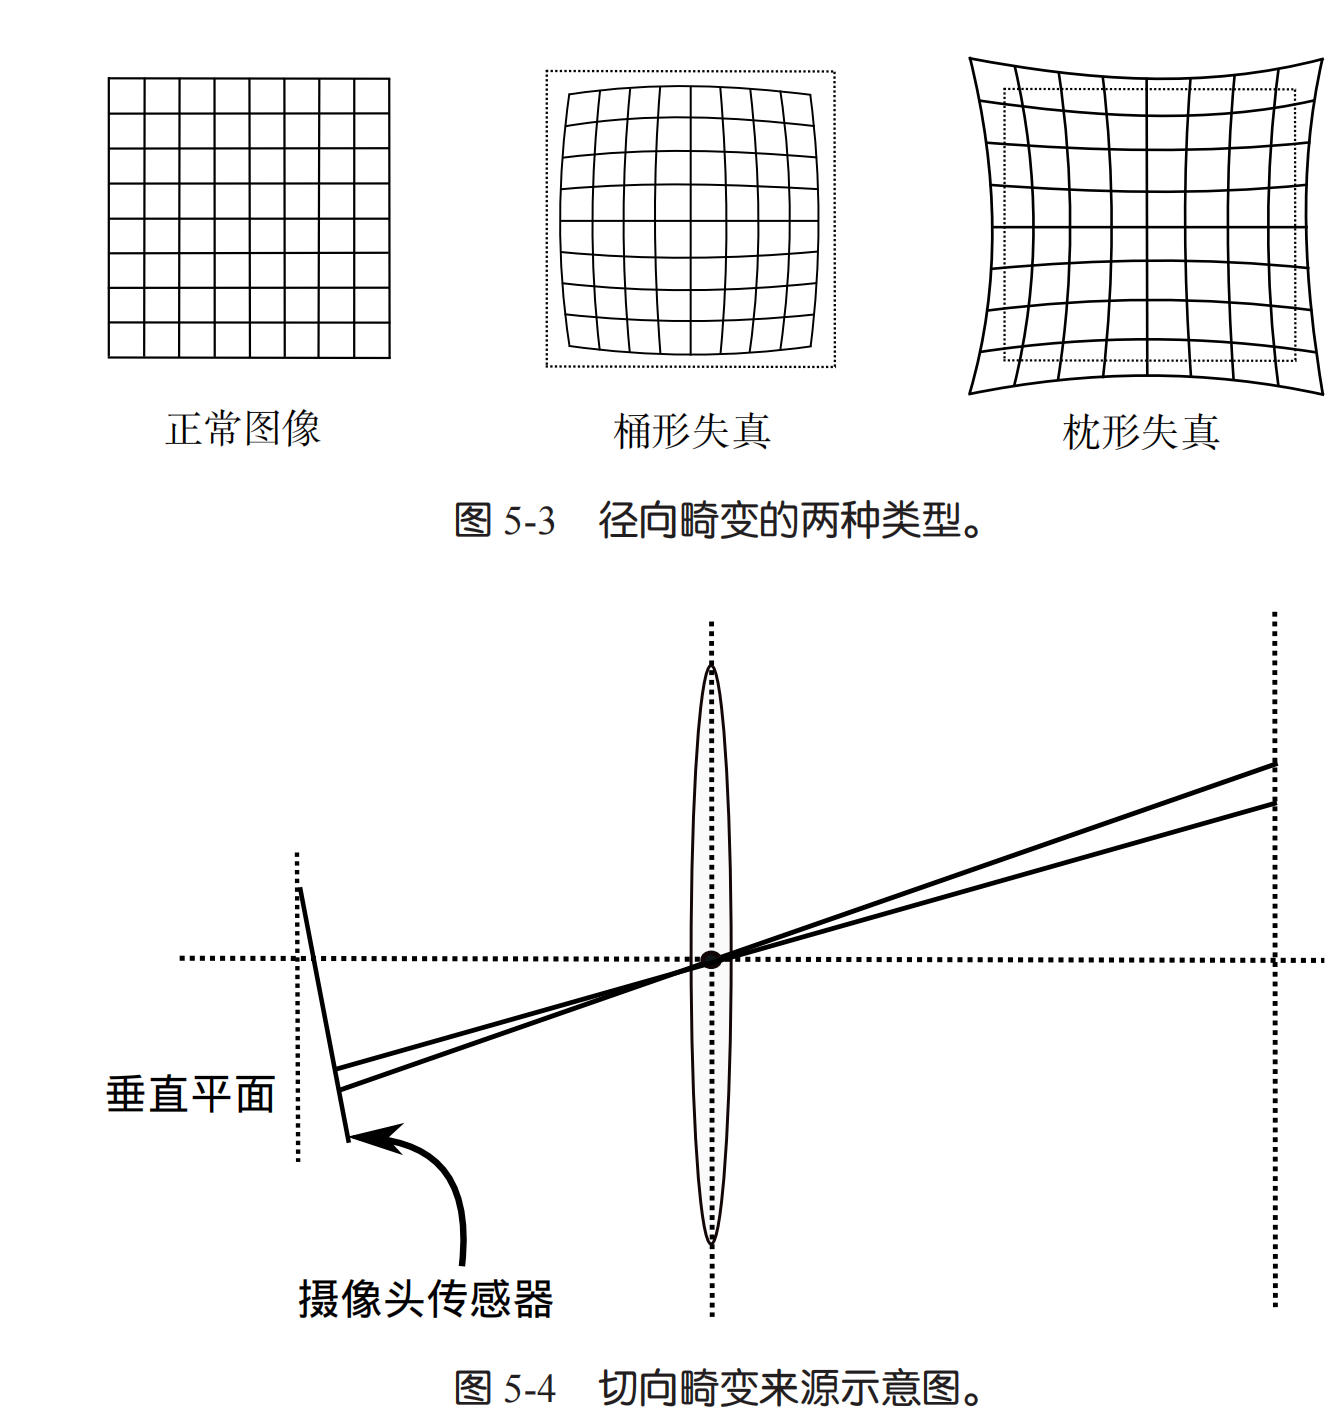 正常图像
桶形失真
枕形失真
图 5-3 径向畸变的两种类型。
垂直平面
摄像头传感器
图 5-4 切向畸变来源示意图。